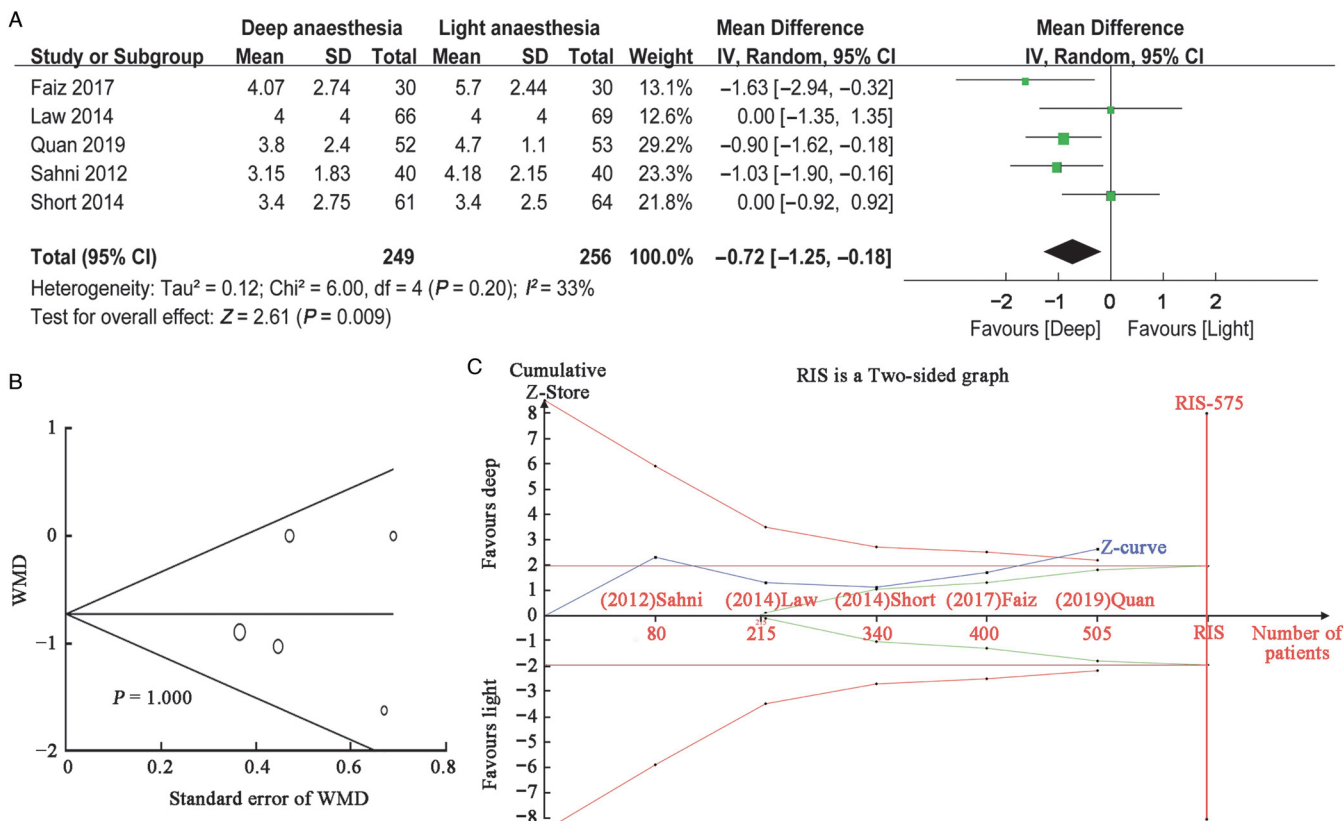 A
Deep anaesthesia Light anaesthesia Mean Difference Mean Difference
Study or Subgroup Mean SD Total Mean SD Total Weight IV, Random, 95% CI IV, Random, 95% CI
Faiz 2017 4.07 2.74 30 5.7 2.44 30 13.1% −1.63 [−2.94, −0.32]
Law 2014 4 4 66 4 4 69 12.6% 0.00 [−1.35, 1.35]
Quan 2019 3.8 2.4 52 4.7 1.1 53 29.2% −0.90 [−1.62, −0.18]
Sahni 2012 3.15 1.83 40 4.18 2.15 40 23.3% −1.03 [−1.90, −0.16]
Short 2014 3.4 2.75 61 3.4 2.5 64 21.8% 0.00 [−0.92, 0.92]
Total (95% CI) 249 256 100.0% −0.72 [−1.25, −0.18]
Heterogeneity: Tau² = 0.12; Chi² = 6.00, df = 4 (P = 0.20); I² = 33%
Test for overall effect: Z = 2.61 (P = 0.009)
−2 −1 0 1 2
Favours [Deep] Favours [Light]
B
WMD
1
0
−1
−2
P = 1.000
0 0.2 0.4 0.6 0.8
Standard error of WMD
C
Cumulative
Z-Store
RIS is a Two-sided graph
RIS-575
Favours deep
Favours light
8
7
6
5
4
3
2
1
0
−1
−2
−3
−4
−5
−6
−7
−8
Z-curve
(2012)Sahni (2014)Law (2014)Short (2017)Faiz (2019)Quan
80 215 340 400 505 RIS
Number of
patients